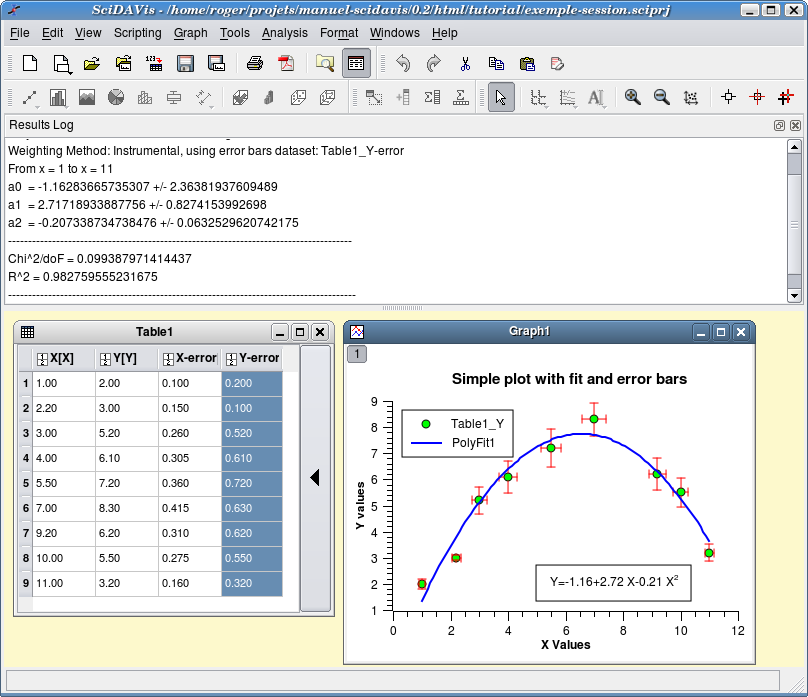 SciDAVis - /home/roger/projets/manuel-scidavis/0.2/html/tutorial/exemple-session.sciprj
File Edit View Scripting Graph Tools Analysis Format Windows Help
Results Log
Weighting Method: Instrumental, using error bars dataset: Table1_Y-error
From x = 1 to x = 11
a0 = -1.16283665735307 +/- 2.36381937609489
a1 = 2.71718933887756 +/- 0.8274153992698
a2 = -0.207338734738476 +/- 0.0632529620742175
--------------------------------------------------------------------------------------
Chi^2/doF = 0.099387971414437
R^2 = 0.982759555231675
---------------------------------------------------------------------------------------
Table1
X[X] Y[Y] X-error Y-error
1 1.00 2.00 0.100 0.200
2 2.20 3.00 0.150 0.100
3 3.00 5.20 0.260 0.520
4 4.00 6.10 0.305 0.610
5 5.50 7.20 0.360 0.720
6 7.00 8.30 0.415 0.630
7 9.20 6.20 0.310 0.620
8 10.00 5.50 0.275 0.550
9 11.00 3.20 0.160 0.320
Graph1
1
Simple plot with fit and error bars
Table1_Y
PolyFit1
Y values
9
8
7
6
5
4
3
2
1
Y=-1.16+2.72 X-0.21 X²
0 2 4 6 8 10 12
X Values